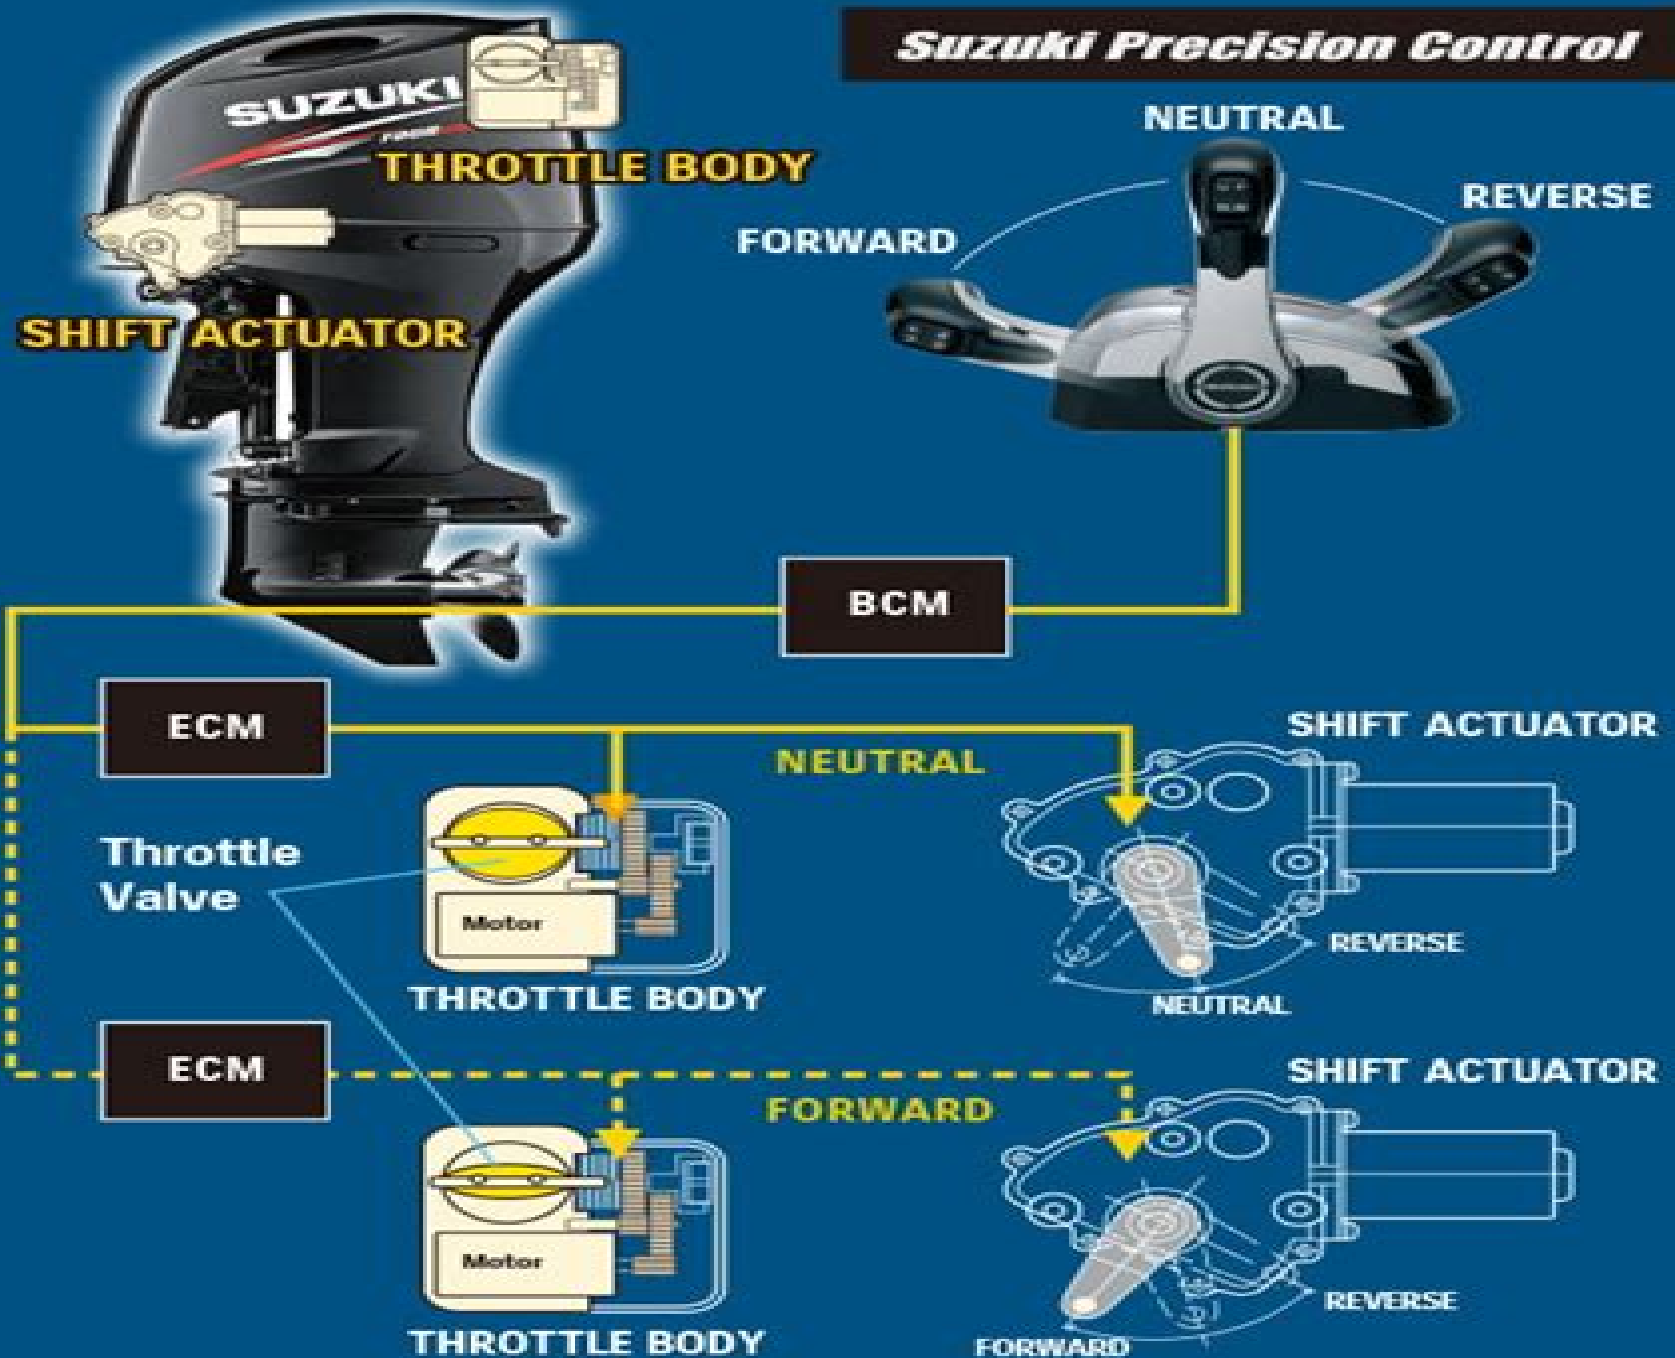 Suzuki Precision Control
SUZUKI
THROTTLE BODY
SHIFT ACTUATOR
NEUTRAL
REVERSE
FORWARD
BCM
ECM
NEUTRAL
SHIFT ACTUATOR
Throttle
Valve
Motor
THROTTLE BODY
REVERSE
NEUTRAL
ECM
FORWARD
SHIFT ACTUATOR
Motor
THROTTLE BODY
REVERSE
FORWARD